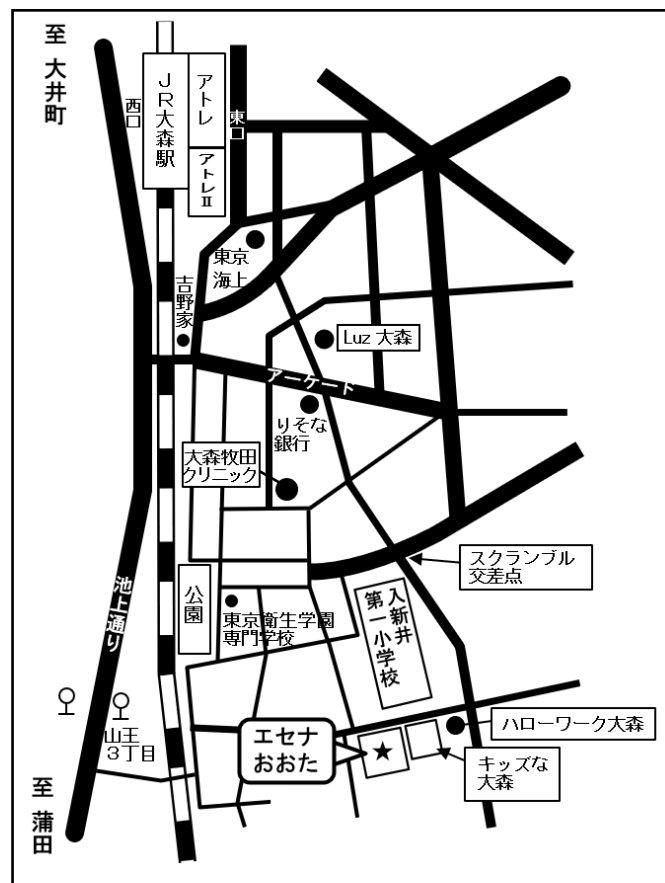 至 大井町
西口
JR大森駅
アトレ
アトレⅡ
東口
東京
海上
吉野家
Luz 大森
アーケード
りそな
銀行
大森牧田
クリニック
スクランブル
交差点
池上通り
公園
東京衛生学園
専門学校
入新井
第一小学校
山王
3丁目
エセナ
おおた
★
ハローワーク大森
キッズな
大森
至 蒲田